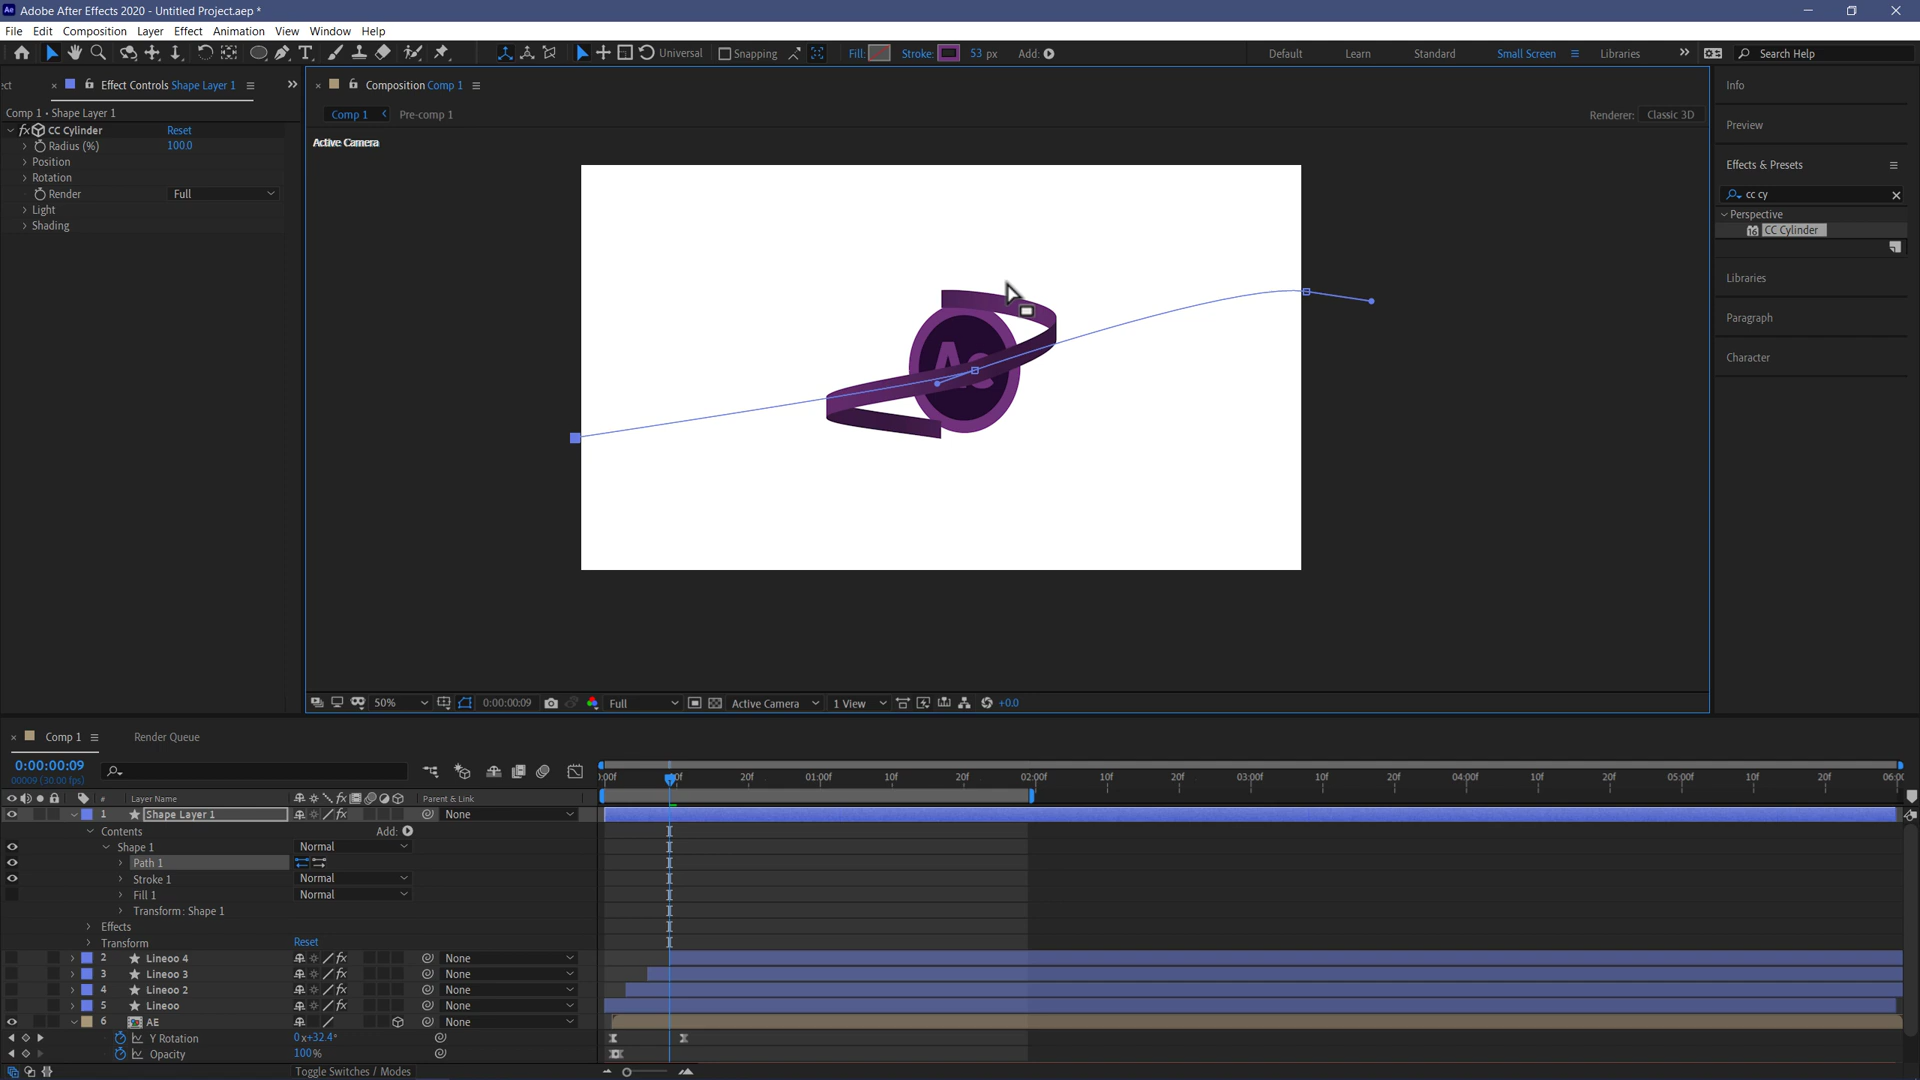 Adobe After Effects 2020 - Untitled Project.aep *
File Edit Composition Layer Effect Animation View Window Help
Universal Snapping Fill: Stroke: 53 px Add: Default Learn Standard Small Screen Libraries Search Help
ect Effect Controls Shape Layer 1
Comp 1 • Shape Layer 1
fx CC Cylinder Reset
Radius (%) 100.0
Position
Rotation
Render Full
Light
Shading
Composition Comp 1
Comp 1 Pre-comp 1 Renderer: Classic 3D
Active Camera
50% 0:00:00:09 Full Active Camera 1 View +0.0
Info
Preview
Effects & Presets
cc cy
Perspective
CC Cylinder
Libraries
Paragraph
Character
Comp 1 Render Queue
0:00:00:09
00009 (30.00 fps)
# Layer Name Parent & Link
1 Shape Layer 1 None
Contents Add:
Shape 1 Normal
Path 1
Stroke 1 Normal
Fill 1 Normal
Transform: Shape 1
Effects
Transform Reset
2 Lineoo 4 None
3 Lineoo 3 None
4 Lineoo 2 None
5 Lineoo None
6 AE None
Y Rotation 0x+32.4°
Opacity 100%
Toggle Switches / Modes
):00f 20f 01:00f 10f 20f 02:00f 10f 20f 03:00f 10f 20f 04:00f 10f 20f 05:00f 10f 20f 06:0(